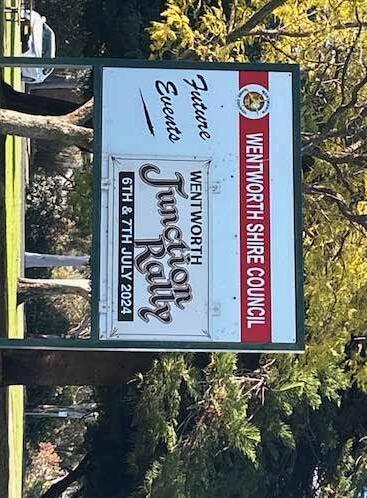 WENTWORTH SHIRE COUNCIL
Future
Events
WENTWORTH
Junction
Rally
6TH & 7TH JULY 2024